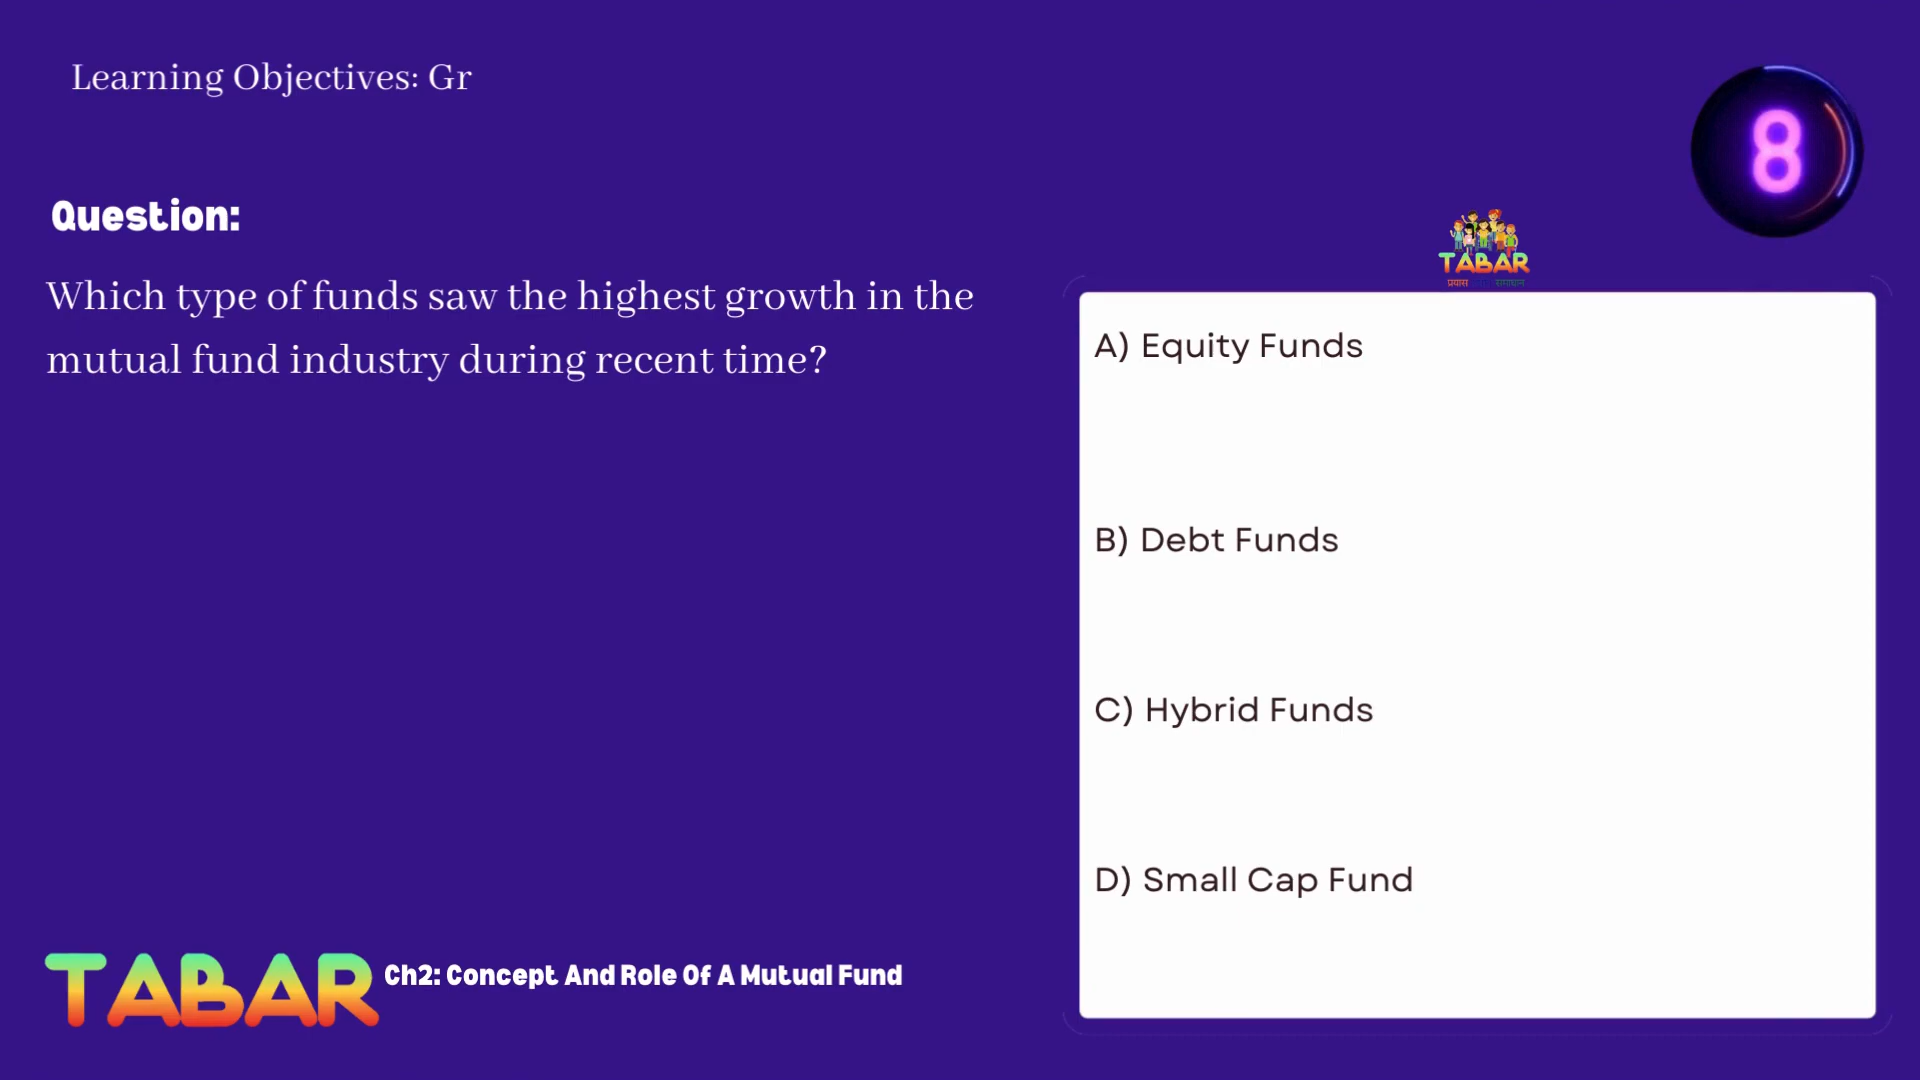 Learning Objectives: Gr
8
Question:
Which type of funds saw the highest growth in the
mutual fund industry during recent time?
TABAR
प्रयास समाधान
A) Equity Funds
B) Debt Funds
C) Hybrid Funds
D) Small Cap Fund
TABAR
Ch2: Concept And Role Of A Mutual Fund